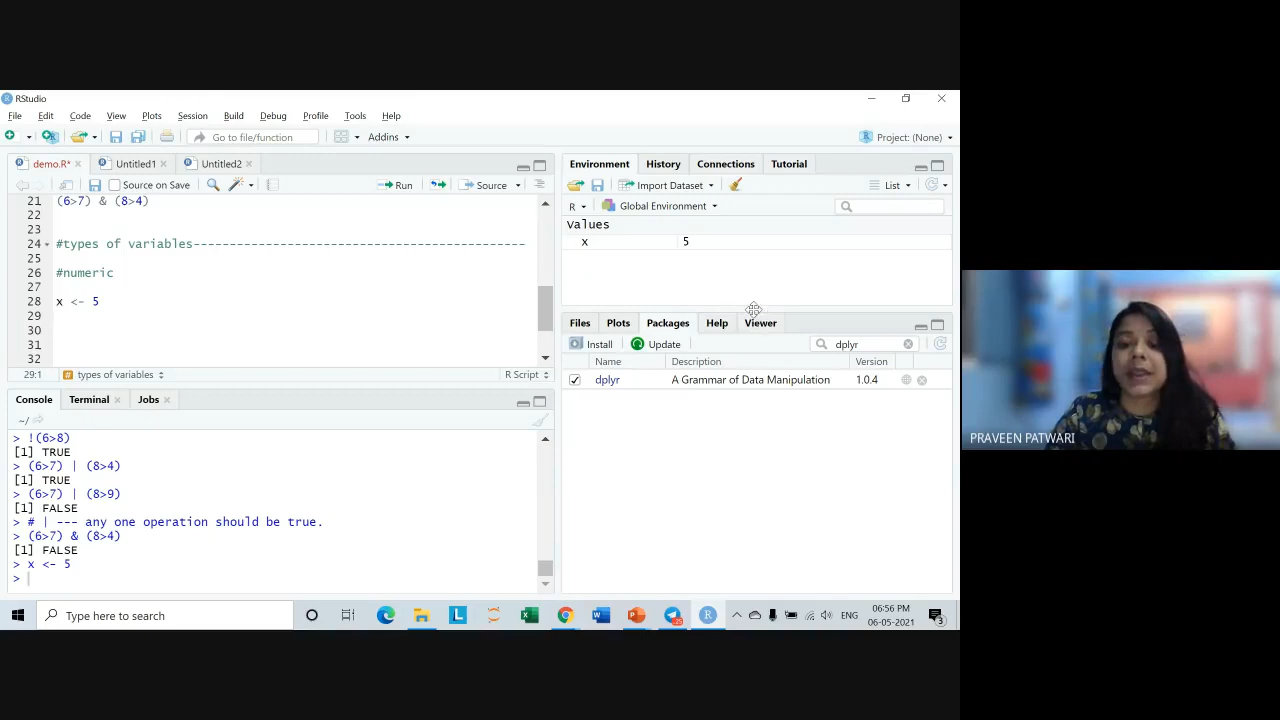 RStudio
File Edit Code View Plots Session Build Debug Profile Tools Help
Go to file/function Addins Project: (None)
demo.R* Untitled1 Untitled2
Source on Save Run Source
21 (6>7) & (8>4)
22
23
24 #types of variables----------------------------------------------
25
26 #numeric
27
28 x <- 5
29
30
31
32
29:1 # types of variables R Script
Console Terminal Jobs
~/
> !(6>8)
[1] TRUE
> (6>7) | (8>4)
[1] TRUE
> (6>7) | (8>9)
[1] FALSE
> # | --- any one operation should be true.
> (6>7) & (8>4)
[1] FALSE
> x <- 5
>
Environment History Connections Tutorial
Import Dataset List
R Global Environment
Values
x 5
Files Plots Packages Help Viewer
Install Update dplyr
Name Description Version
dplyr A Grammar of Data Manipulation 1.0.4
PRAVEEN PATWARI
Type here to search
ENG
06:56 PM
06-05-2021
3